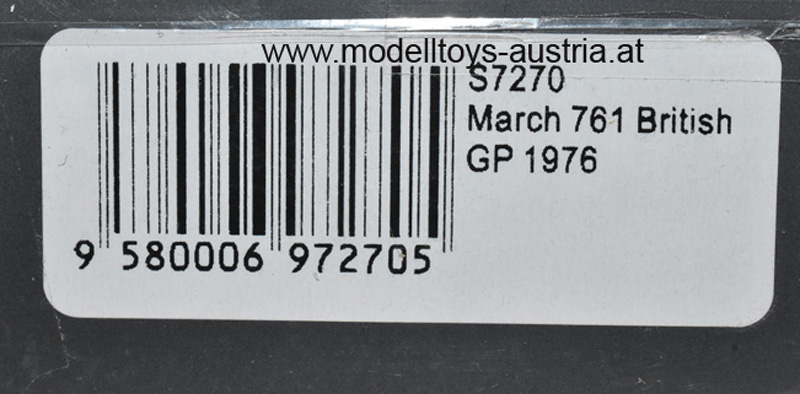 www.modelltoys-austria.at
S7270
March 761 British
GP 1976
9 580006 972705